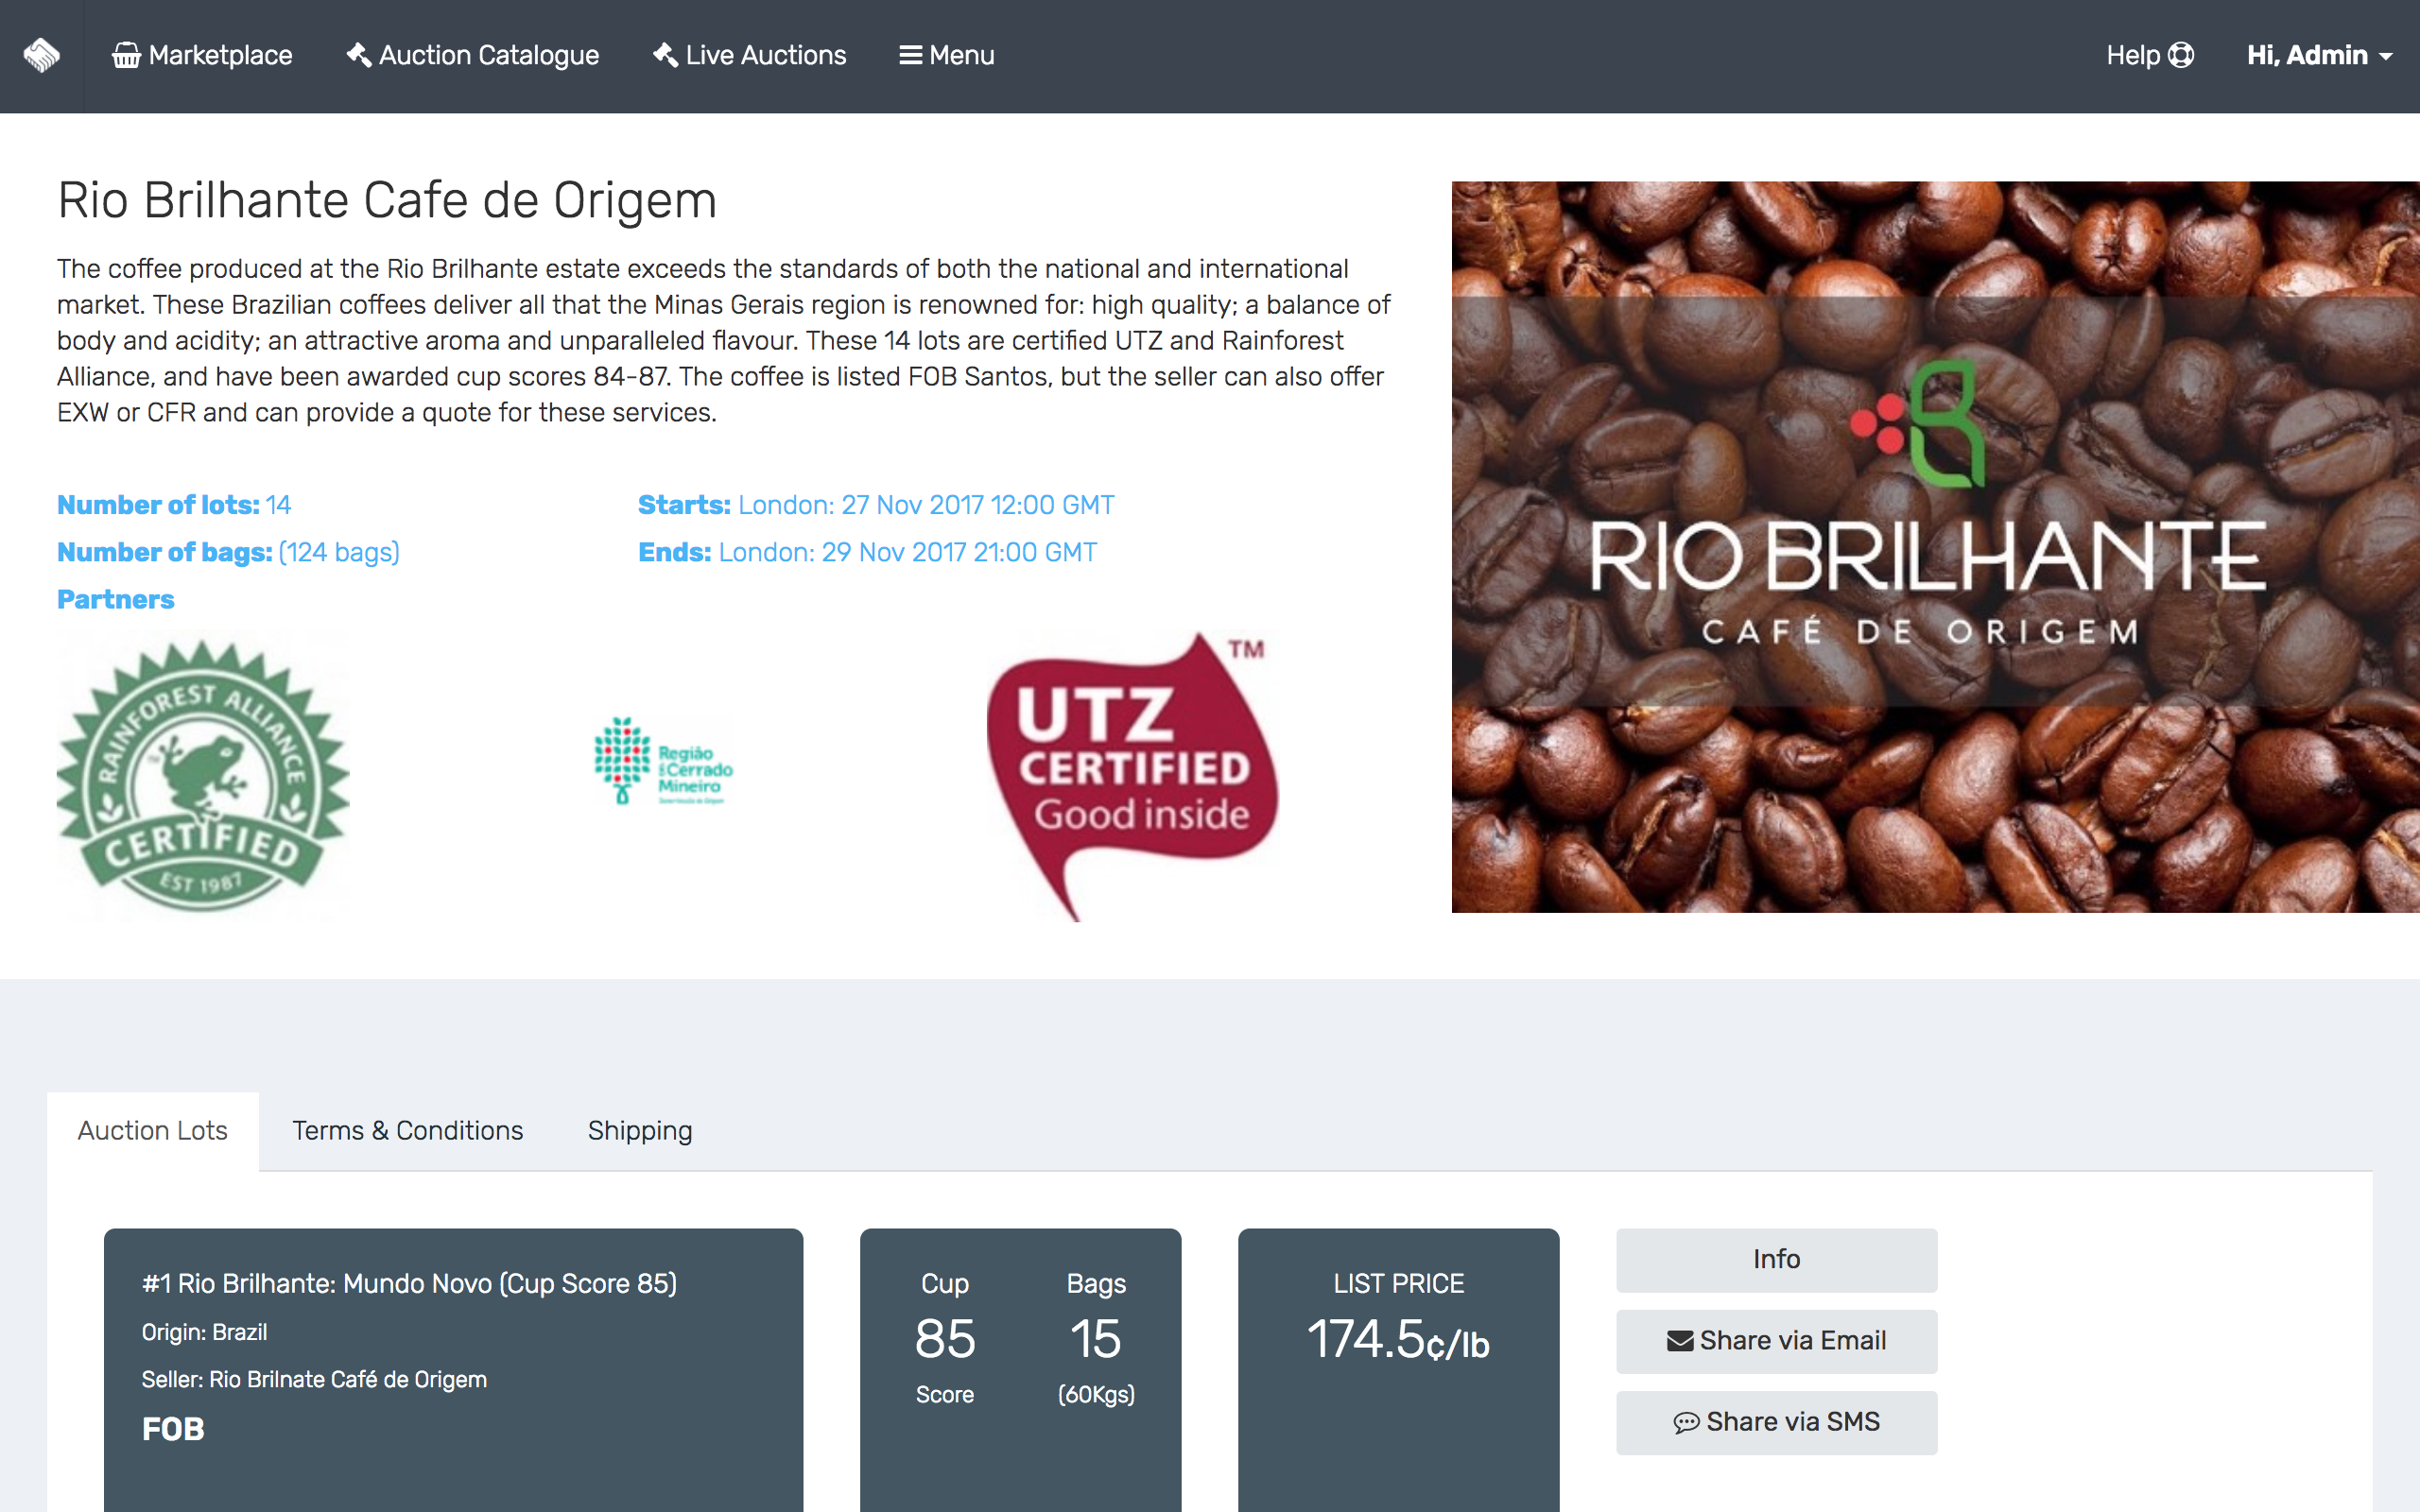 Marketplace Auction Catalogue Live Auctions Menu Help Hi, Admin
Rio Brilhante Cafe de Origem
The coffee produced at the Rio Brilhante estate exceeds the standards of both the national and international
market. These Brazilian coffees deliver all that the Minas Gerais region is renowned for: high quality; a balance of
body and acidity; an attractive aroma and unparalleled flavour. These 14 lots are certified UTZ and Rainforest
Alliance, and have been awarded cup scores 84-87. The coffee is listed FOB Santos, but the seller can also offer
EXW or CFR and can provide a quote for these services.
Number of lots: 14
Number of bags: (124 bags)
Starts: London: 27 Nov 2017 12:00 GMT
Ends: London: 29 Nov 2017 21:00 GMT
Partners
RAINFOREST ALLIANCE
CERTIFIED
EST 1987
TM
Região
do Cerrado
Mineiro
TM
UTZ
CERTIFIED
Good inside
RIO BRILHANTE
CAFÉ DE ORIGEM
Auction Lots Terms & Conditions Shipping
#1 Rio Brilhante: Mundo Novo (Cup Score 85)
Origin: Brazil
Seller: Rio Brilnate Café de Origem
FOB
Cup
85
Score
Bags
15
(60Kgs)
LIST PRICE
174.5¢/lb
Info
Share via Email
Share via SMS